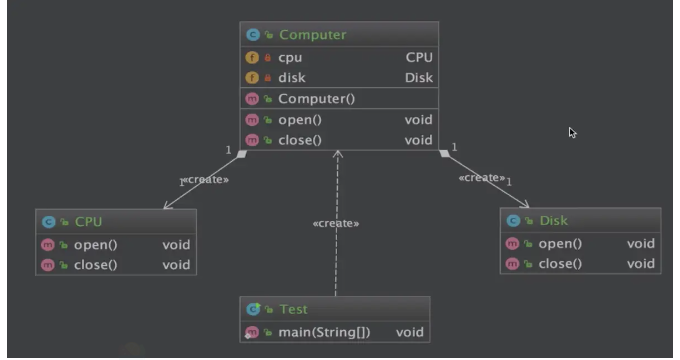 Computer
cpu CPU
disk Disk
Computer()
open() void
close() void
1 1
1 «create» «create» 1
CPU
open() void
close() void
«create»
Disk
open() void
close() void
Test
main(String[]) void